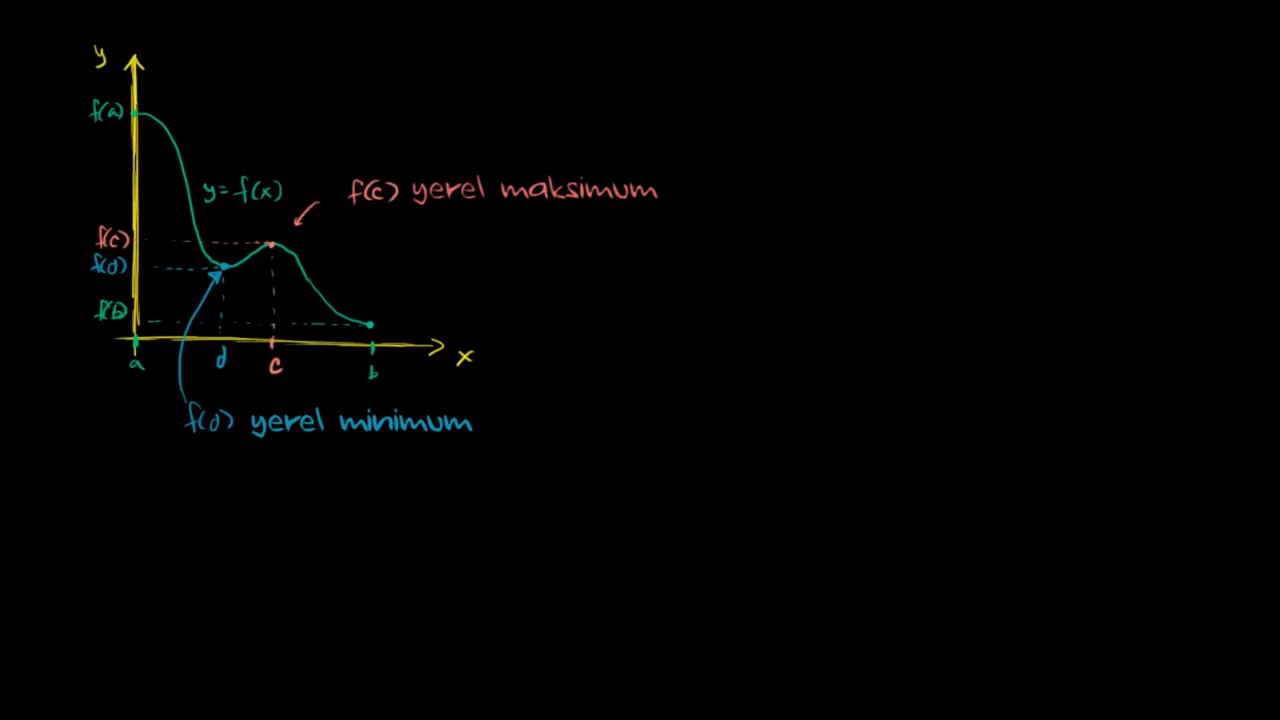 y
f(a)
y=f(x)
f(c) yerel maksimum
f(c)
f(d)
f(b)
x
a
d
c
b
f(d) yerel minimum